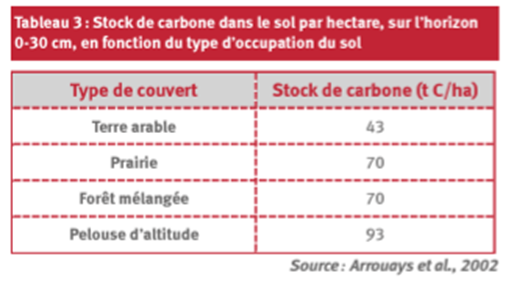 Tableau 3 : Stock de carbone dans le sol par hectare, sur l'horizon
0-30 cm, en fonction du type d'occupation du sol
Type de couvert Stock de carbone (t C/ha)
Terre arable 43
Prairie 70
Forêt mélangée 70
Pelouse d'altitude 93
Source : Arrouays et al., 2002